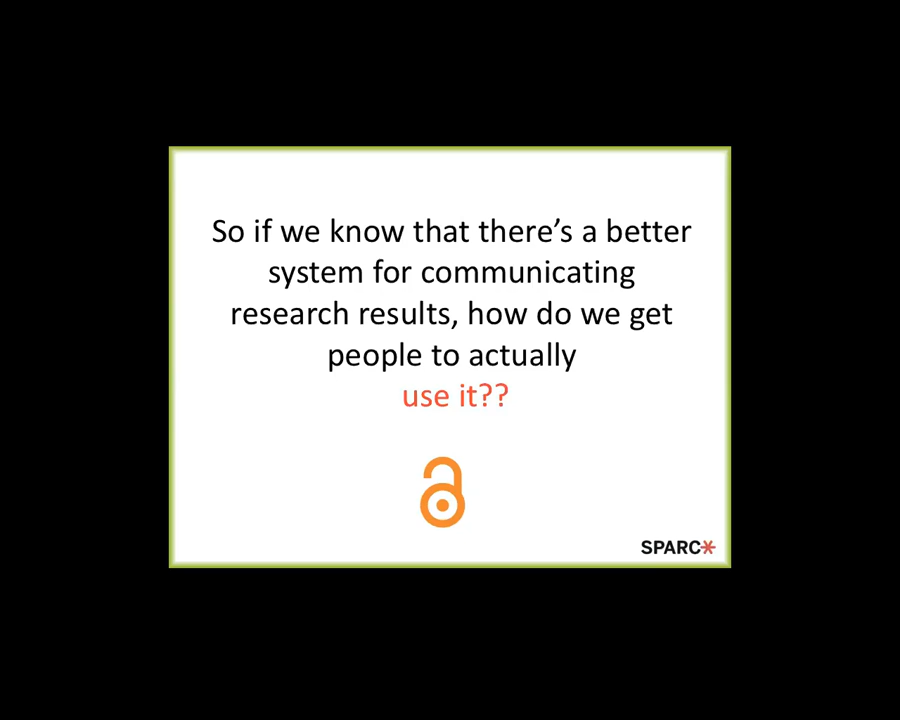 So if we know that there’s a better
system for communicating
research results, how do we get
people to actually
use it??
SPARC